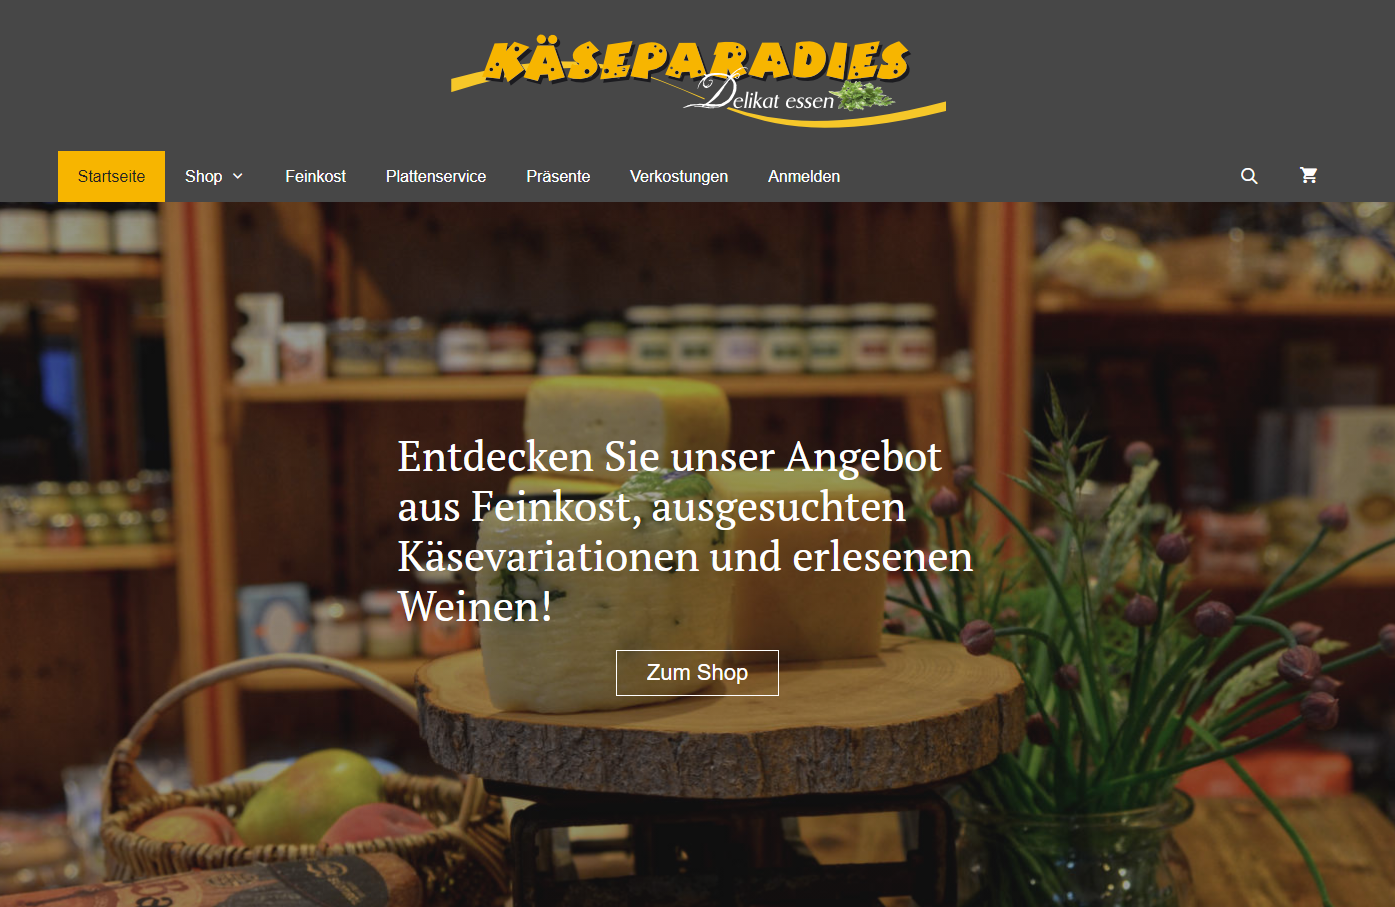 KÄSEPARADIES
Delikat essen
Startseite Shop Feinkost Plattenservice Präsente Verkostungen Anmelden
Entdecken Sie unser Angebot
aus Feinkost, ausgesuchten
Käsevariationen und erlesenen
Weinen!
Zum Shop